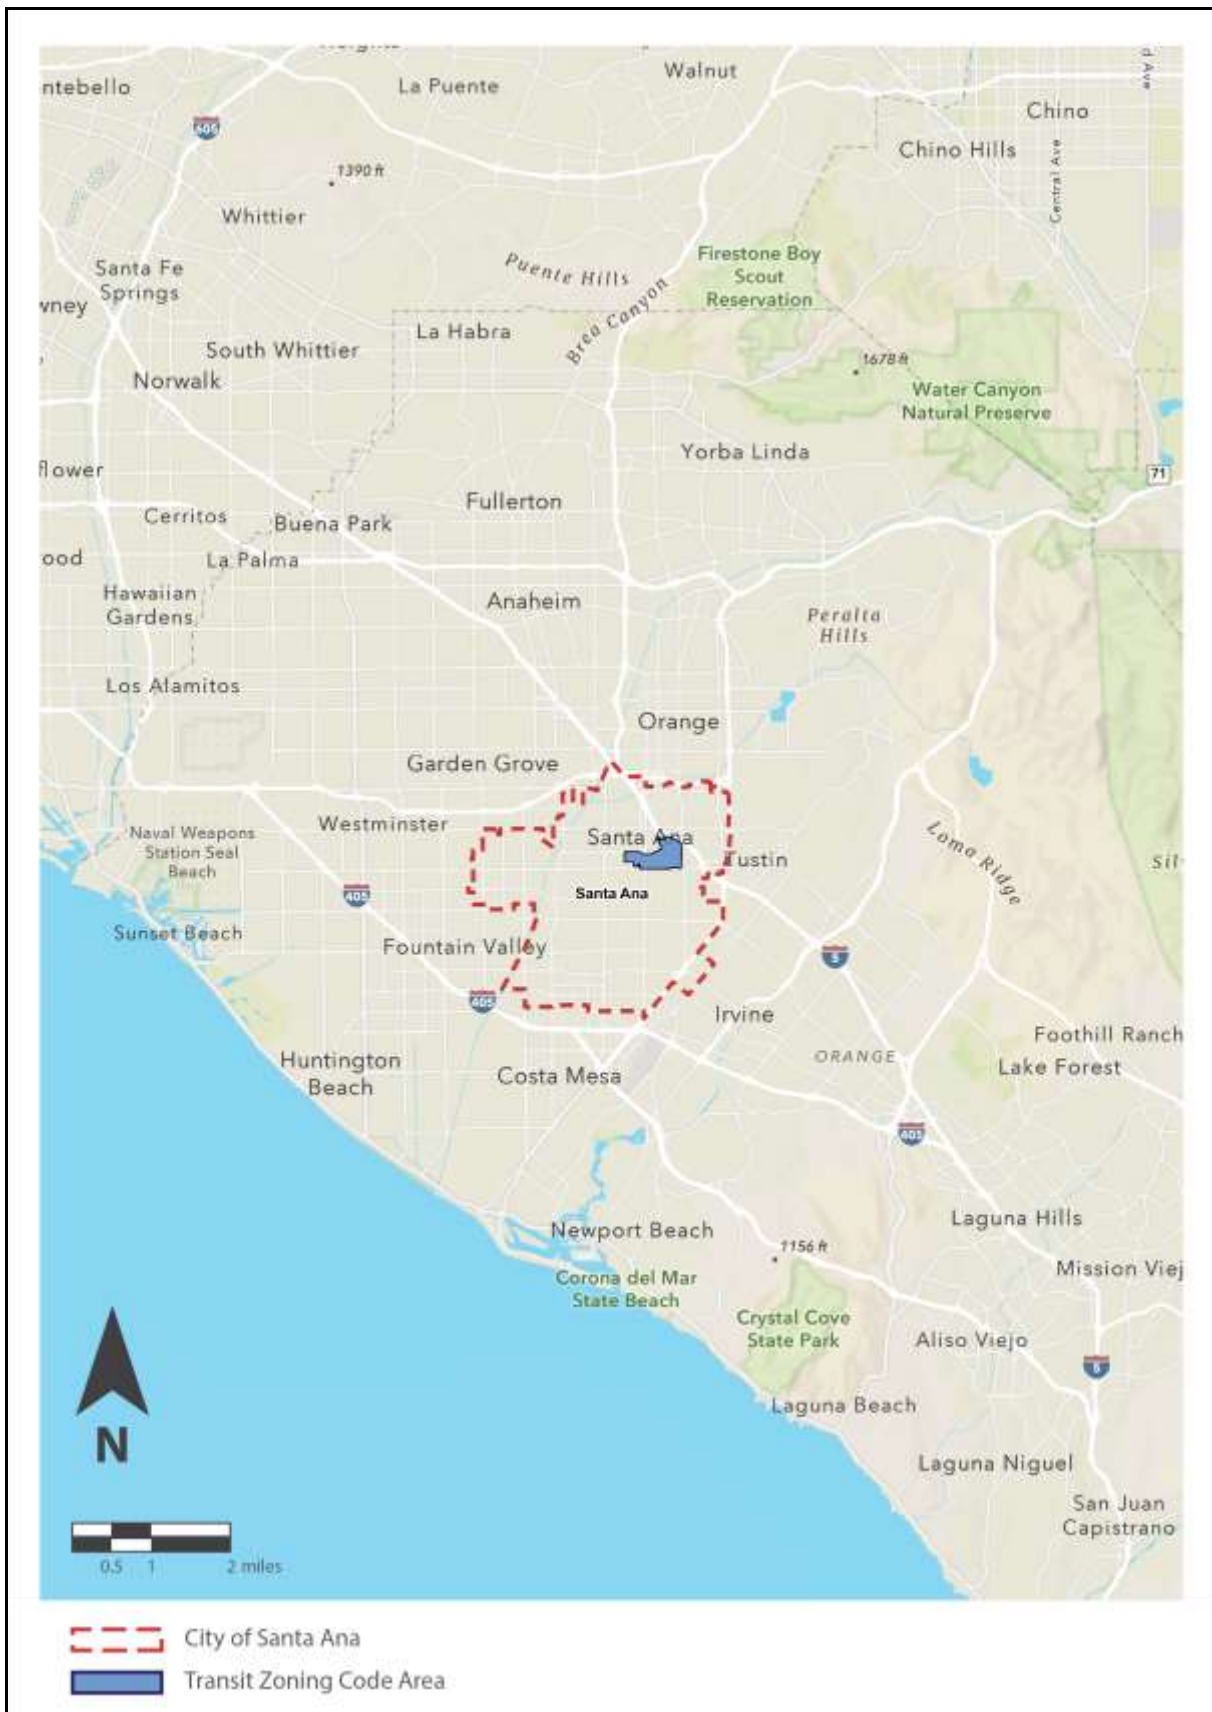 Walnut
La Puente
ntebello
Chino
605
Chino Hills
Central Ave
d Ave
1390 ft
Whittier
Firestone Boy
Scout
Reservation
Puente Hills
Santa Fe
Springs
wney
Brea Canyon
La Habra
South Whittier
1678 ft
Norwalk
Water Canyon
Natural Preserve
Yorba Linda
flower
71
Fullerton
Cerritos
Buena Park
ood
La Palma
Hawaiian
Gardens
Anaheim
Peralta
Hills
Los Alamitos
Orange
Garden Grove
Westminster
Naval Weapons
Station Seal
Beach
Santa Ana
Tustin
Loma Ridge
Sil
405
Santa Ana
Sunset Beach
Fountain Valley
5
405
Irvine
Foothill Ranch
ORANGE
Lake Forest
Huntington
Beach
Costa Mesa
405
Laguna Hills
Newport Beach
1156 ft
Mission Viej
Corona del Mar
State Beach
Crystal Cove
State Park
Aliso Viejo
5
Laguna Beach
N
Laguna Niguel
San Juan
Capistrano
0.5 1 2 miles
City of Santa Ana
Transit Zoning Code Area